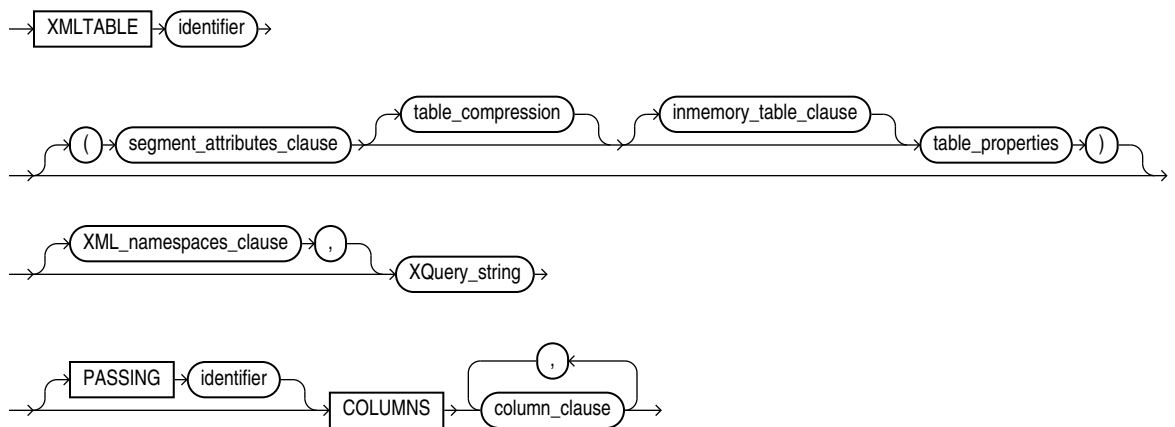 XMLTABLE identifier
table_compression inmemory_table_clause
( segment_attributes_clause table_properties )
XML_namespaces_clause ,
XQuery_string
,
PASSING identifier
COLUMNS column_clause